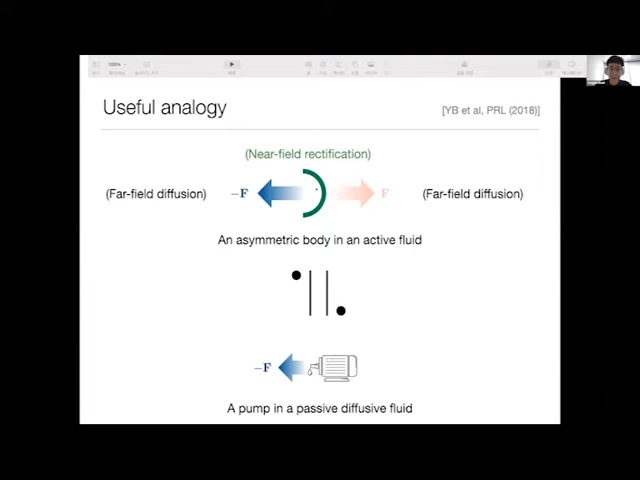 100%
Useful analogy
[YB et al, PRL (2018)]
(Near-field rectification)
(Far-field diffusion) −F F (Far-field diffusion)
An asymmetric body in an active fluid
−F
A pump in a passive diffusive fluid